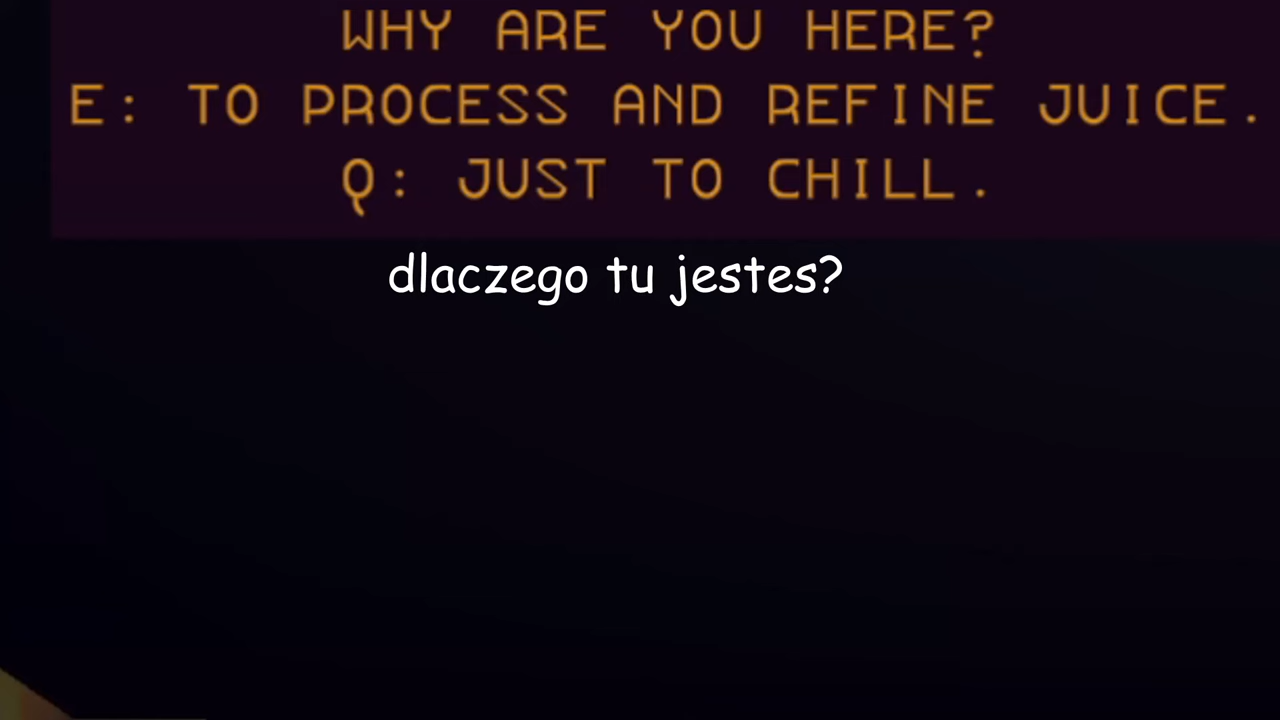 WHY ARE YOU HERE?
E: TO PROCESS AND REFINE JUICE.
Q: JUST TO CHILL.
dlaczego tu jestes?